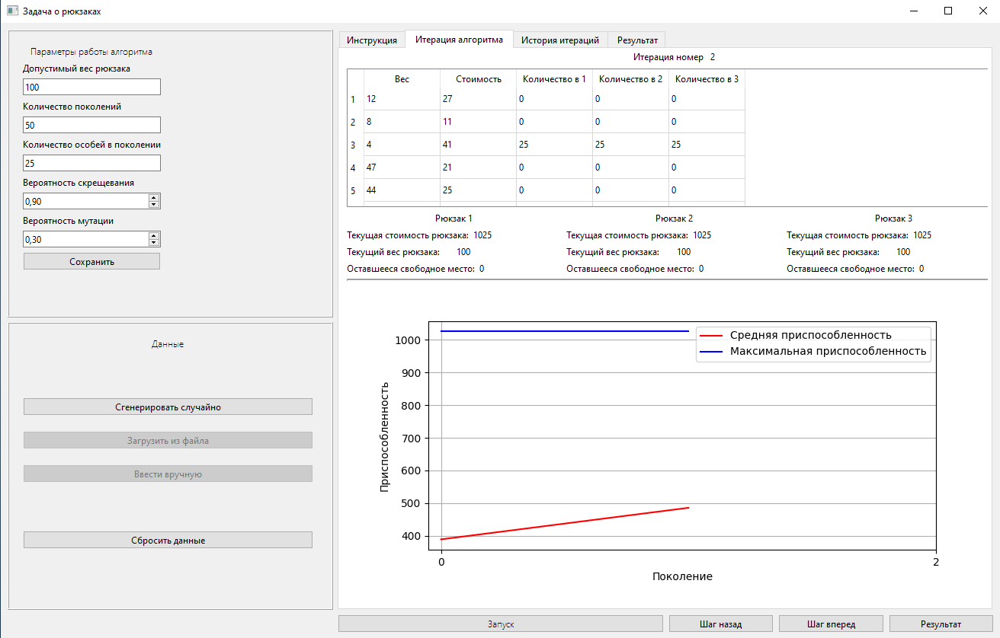 Задача о рюкзаках
Параметры работы алгоритма
Допустимый вес рюкзака
100
Количество поколений
50
Количество особей в поколении
25
Вероятность скрещевания
0,90
Вероятность мутации
0,30
Сохранить
Данные
Сгенерировать случайно
Загрузить из файла
Ввести вручную
Сбросить данные
Инструкция Итерация алгоритма История итераций Результат
Итерация номер 2
Вес Стоимость Количество в 1 Количество в 2 Количество в 3
1 12 27 0 0 0
2 8 11 0 0 0
3 4 41 25 25 25
4 47 21 0 0 0
5 44 25 0 0 0
Рюкзак 1 Рюкзак 2 Рюкзак 3
Текущая стоимость рюкзака: 1025 Текущая стоимость рюкзака: 1025 Текущая стоимость рюкзака: 1025
Текущий вес рюкзака: 100 Текущий вес рюкзака: 100 Текущий вес рюкзака: 100
Оставшееся свободное место: 0 Оставшееся свободное место: 0 Оставшееся свободное место: 0
Средняя приспособленность
Максимальная приспособленность
1000
900
800
700
600
500
400
Приспособленность
0 2
Поколение
Запуск Шаг назад Шаг вперед Результат